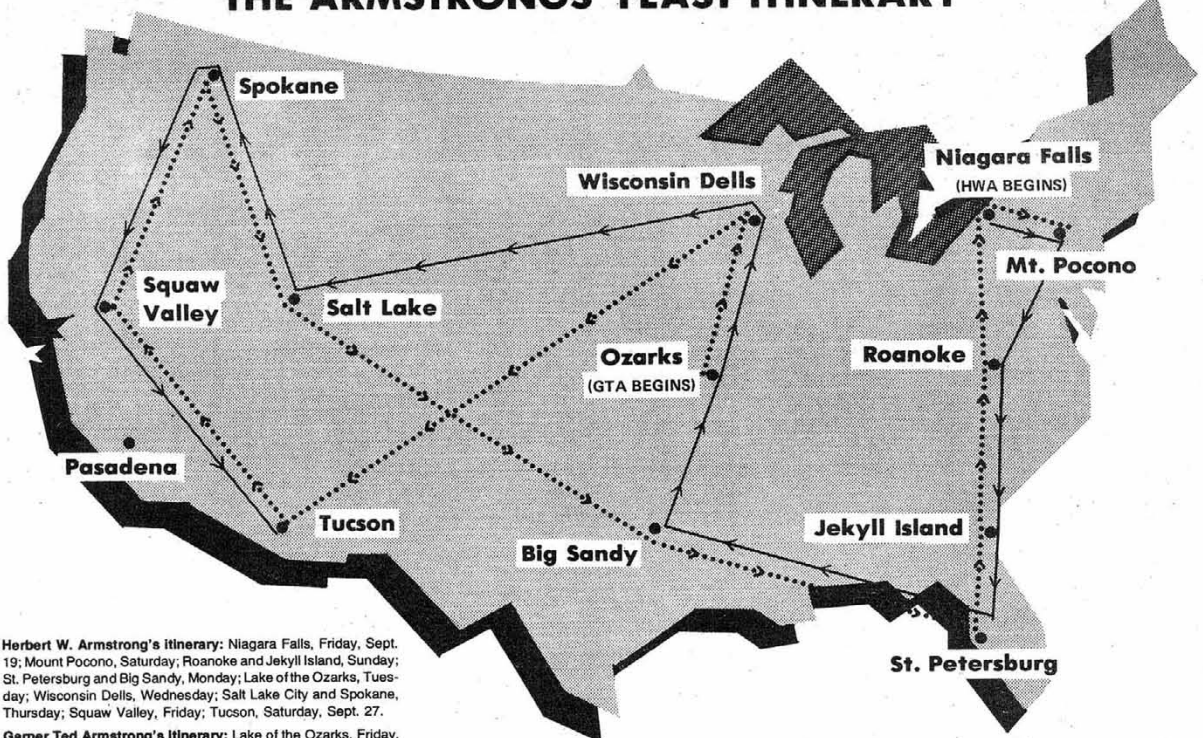 THE ARMSTRONGS' FEAST ITINERARY
Spokane
Niagara Falls
(HWA BEGINS)
Wisconsin Dells
Mt. Pocono
Squaw
Valley
Salt Lake
Ozarks
(GTA BEGINS)
Roanoke
Pasadena
Tucson
Jekyll Island
Big Sandy
St. Petersburg
Herbert W. Armstrong's itinerary: Niagara Falls, Friday, Sept.
19; Mount Pocono, Saturday; Roanoke and Jekyll Island, Sunday;
St. Petersburg and Big Sandy, Monday; Lake of the Ozarks, Tues-
day; Wisconsin Dells, Wednesday; Salt Lake City and Spokane,
Thursday; Squaw Valley, Friday; Tucson, Saturday, Sept. 27.
Garner Ted Armstrong's itinerary: Lake of the Ozarks, Friday,